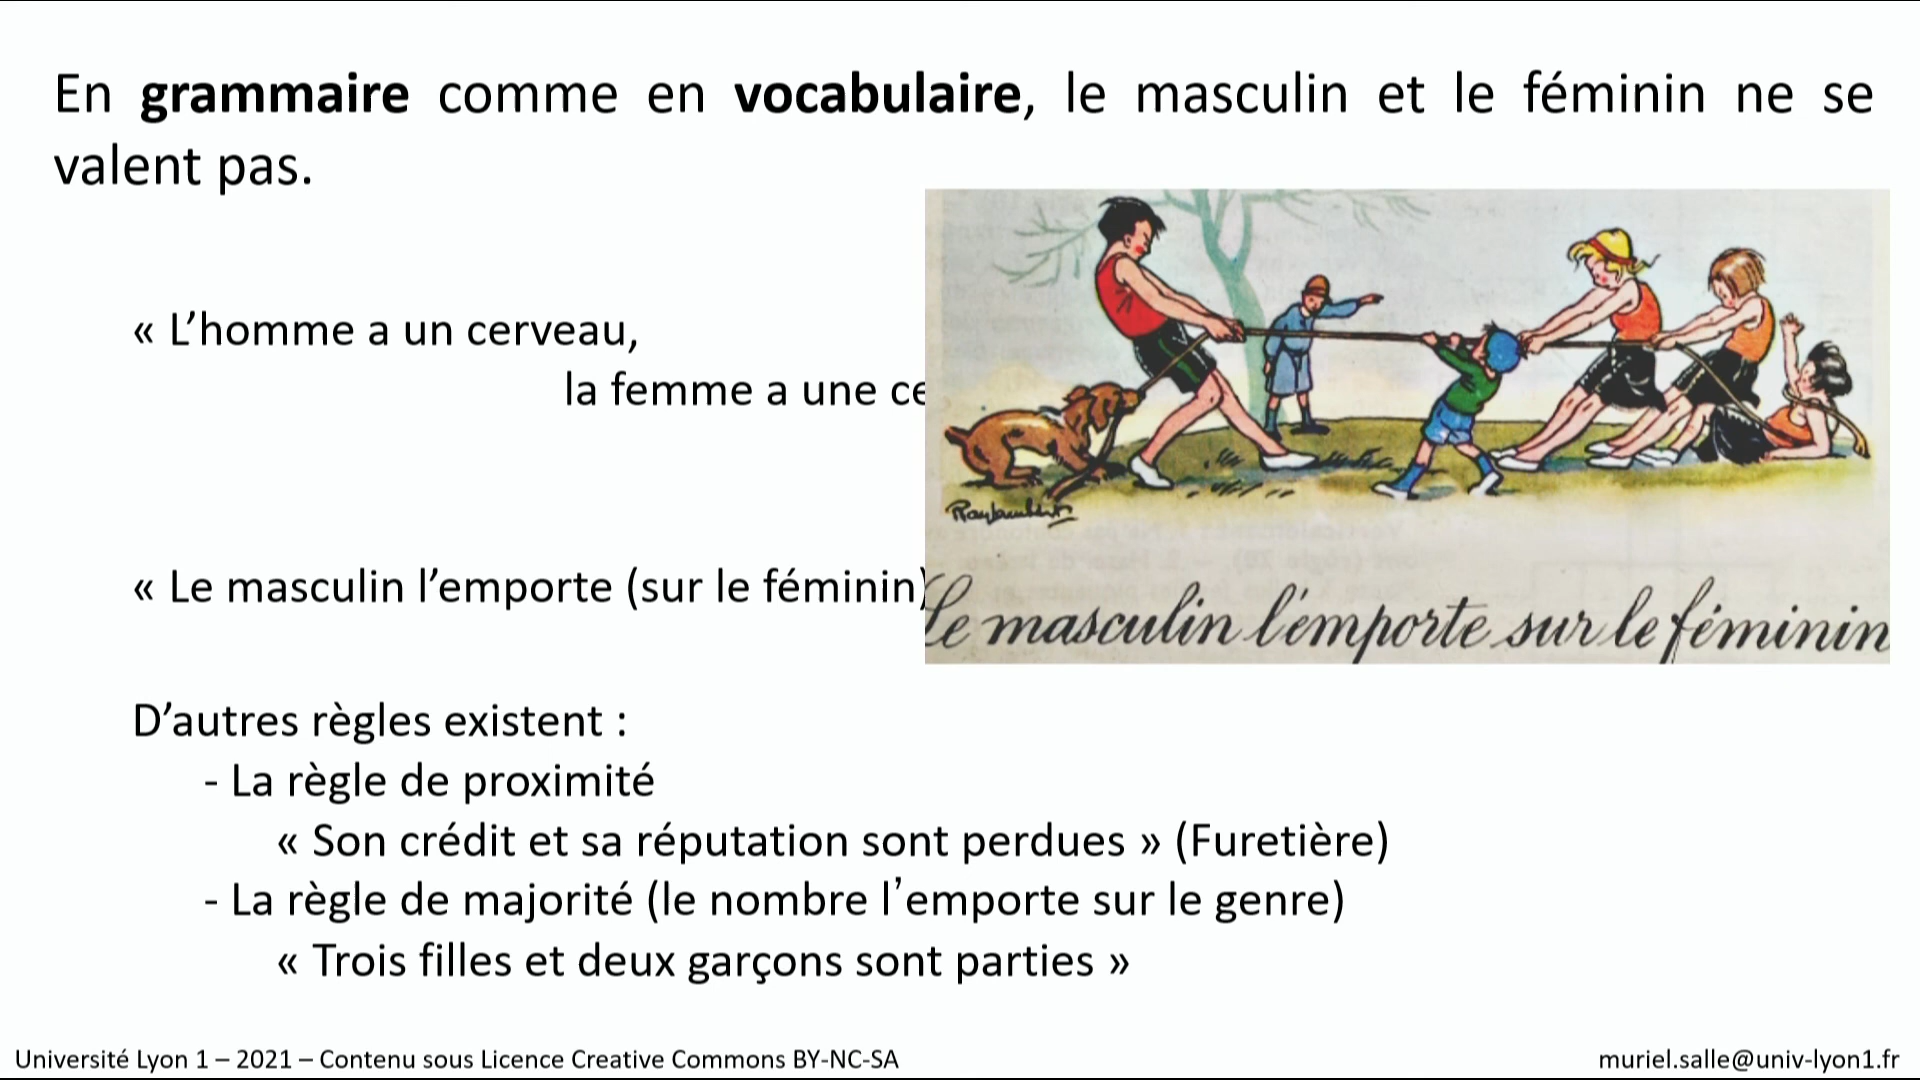 En grammaire comme en vocabulaire, le masculin et le féminin ne se
valent pas.
« L’homme a un cerveau,
la femme a une ce
« Le masculin l’emporte (sur le féminin)
Le masculin l'emporte sur le féminin
D’autres règles existent :
- La règle de proximité
« Son crédit et sa réputation sont perdues » (Furetière)
- La règle de majorité (le nombre l’emporte sur le genre)
« Trois filles et deux garçons sont parties »
Université Lyon 1 – 2021 – Contenu sous Licence Creative Commons BY-NC-SA
muriel.salle@univ-lyon1.fr